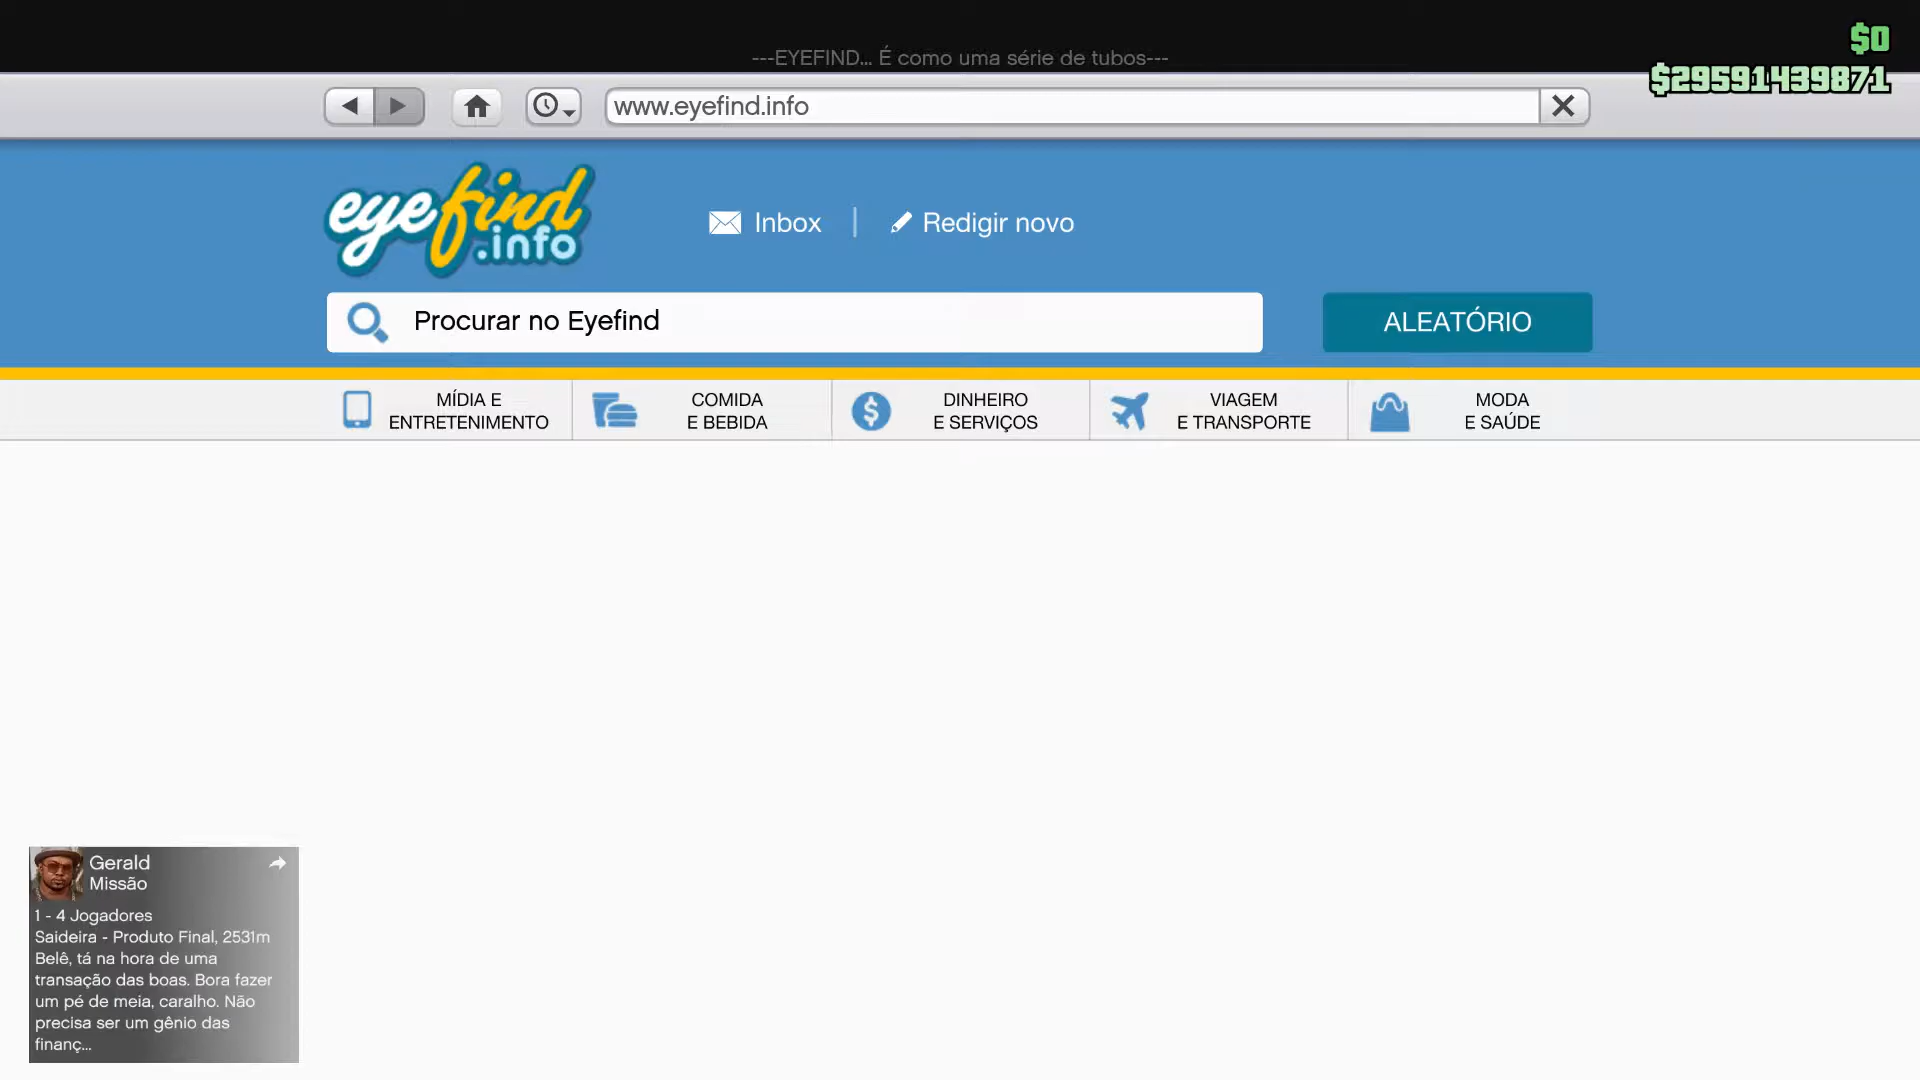 $0
---EYEFIND... É como uma série de tubos---
$29591439871
www.eyefind.info
eyefind.info
Inbox
Redigir novo
Procurar no Eyefind
ALEATÓRIO
MÍDIA E
ENTRETENIMENTO
COMIDA
E BEBIDA
DINHEIRO
E SERVIÇOS
VIAGEM
E TRANSPORTE
MODA
E SAÚDE
Gerald
Missão
1 - 4 Jogadores
Saideira - Produto Final, 2531m
Belê, tá na hora de uma
transação das boas. Bora fazer
um pé de meia, caralho. Não
precisa ser um gênio das
finanç...